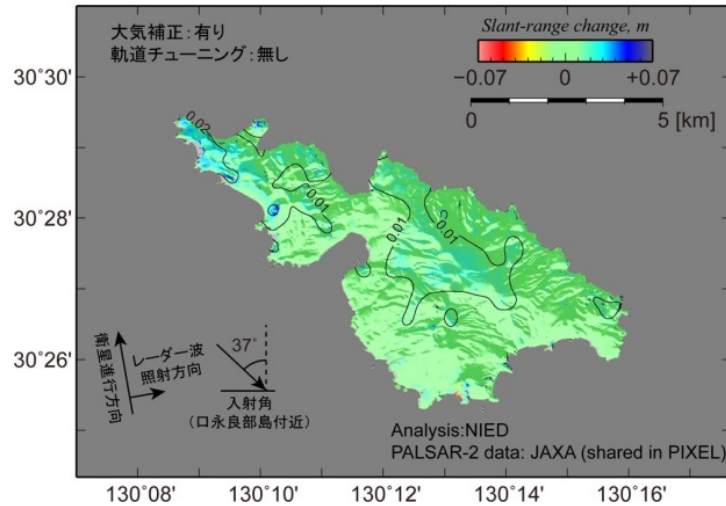 大気補正：有り
軌道チューニング：無し
Slant-range change, m
−0.07 0 +0.07
0 5 [km]
30˚30'
30˚28'
30˚26'
0.02
0.01
0.01
0.01
衛星進行方向
レーダー波
照射方向
37˚
入射角
(口永良部島付近)
Analysis:NIED
PALSAR-2 data: JAXA (shared in PIXEL)
130˚08' 130˚10' 130˚12' 130˚14' 130˚16'